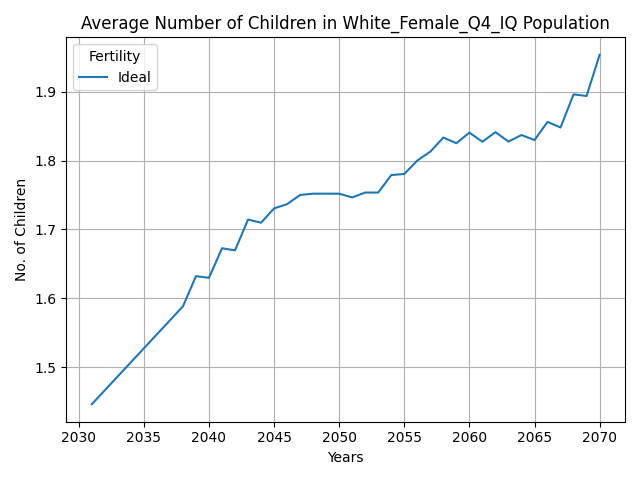 Average Number of Children in White_Female_Q4_IQ Population
Fertility
Ideal
No. of Children
1.9
1.8
1.7
1.6
1.5
2030 2035 2040 2045 2050 2055 2060 2065 2070
Years